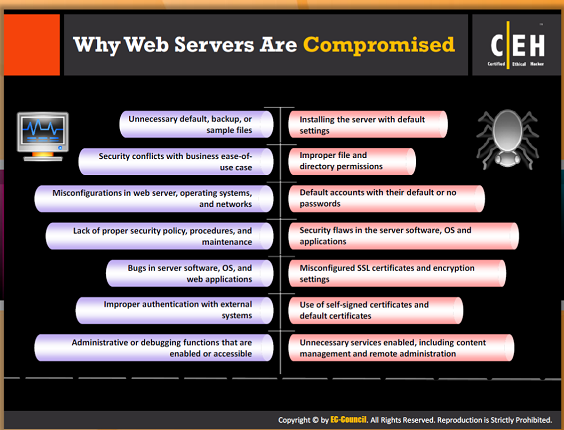 Why Web Servers Are Compromised
CEH
Certified Ethical Hacker
Unnecessary default, backup, or
sample files
Installing the server with default
settings
Security conflicts with business ease-of-
use case
Improper file and
directory permissions
Misconfigurations in web server, operating systems,
and networks
Default accounts with their default or no
passwords
Lack of proper security policy, procedures, and
maintenance
Security flaws in the server software, OS and
applications
Bugs in server software, OS, and
web applications
Misconfigured SSL certificates and encryption
settings
Improper authentication with external
systems
Use of self-signed certificates and
default certificates
Administrative or debugging functions that are
enabled or accessible
Unnecessary services enabled, including content
management and remote administration
Copyright © by EC-Council. All Rights Reserved. Reproduction is Strictly Prohibited.